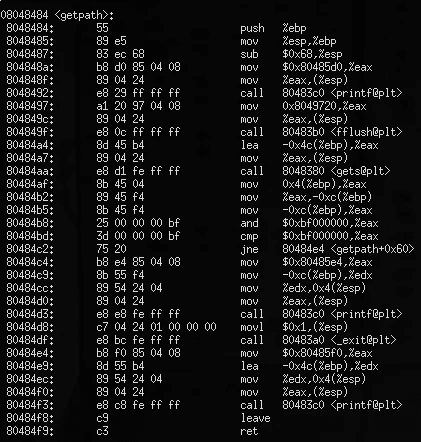 08048484 <getpath>:
8048484: 55 push %ebp
8048485: 89 e5 mov %esp,%ebp
8048487: 83 ec 68 sub $0x68,%esp
804848a: b8 d0 85 04 08 mov $0x80485d0,%eax
804848f: 89 04 24 mov %eax,(%esp)
8048492: e8 29 ff ff ff call 80483c0 <printf@plt>
8048497: a1 20 97 04 08 mov 0x8049720,%eax
804849c: 89 04 24 mov %eax,(%esp)
804849f: e8 0c ff ff ff call 80483b0 <fflush@plt>
80484a4: 8d 45 b4 lea -0x4c(%ebp),%eax
80484a7: 89 04 24 mov %eax,(%esp)
80484aa: e8 d1 fe ff ff call 8048380 <gets@plt>
80484af: 8b 45 04 mov 0x4(%ebp),%eax
80484b2: 89 45 f4 mov %eax,-0xc(%ebp)
80484b5: 8b 45 f4 mov -0xc(%ebp),%eax
80484b8: 25 00 00 00 bf and $0xbf000000,%eax
80484bd: 3d 00 00 00 bf cmp $0xbf000000,%eax
80484c2: 75 20 jne 80484e4 <getpath+0x60>
80484c4: b8 e4 85 04 08 mov $0x80485e4,%eax
80484c9: 8b 55 f4 mov -0xc(%ebp),%edx
80484cc: 89 54 24 04 mov %edx,0x4(%esp)
80484d0: 89 04 24 mov %eax,(%esp)
80484d3: e8 e8 fe ff ff call 80483c0 <printf@plt>
80484d8: c7 04 24 01 00 00 00 movl $0x1,(%esp)
80484df: e8 bc fe ff ff call 80483a0 <_exit@plt>
80484e4: b8 f0 85 04 08 mov $0x80485f0,%eax
80484e9: 8d 55 b4 lea -0x4c(%ebp),%edx
80484ec: 89 54 24 04 mov %edx,0x4(%esp)
80484f0: 89 04 24 mov %eax,(%esp)
80484f3: e8 c8 fe ff ff call 80483c0 <printf@plt>
80484f8: c9 leave
80484f9: c3 ret